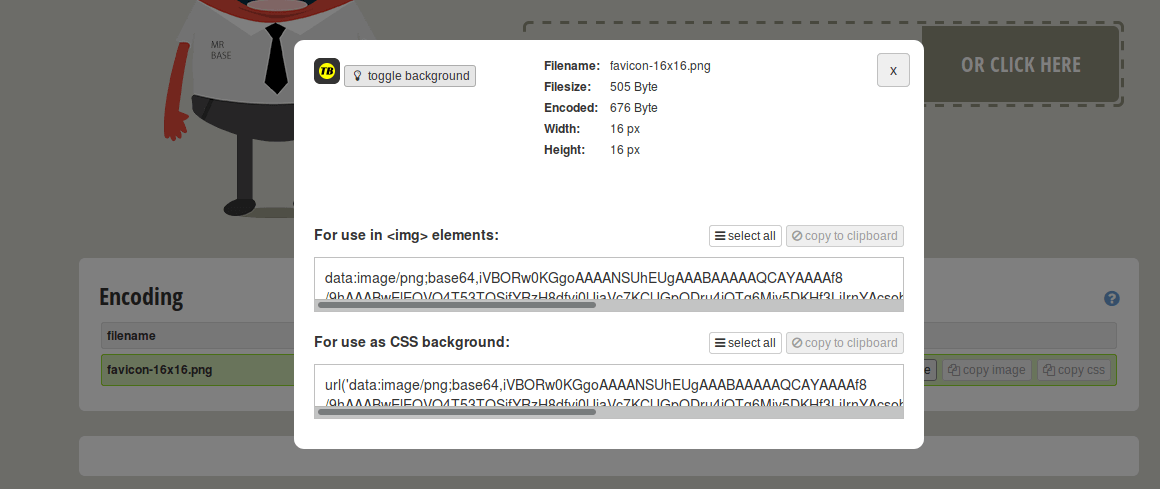 MR
BASE
TB
toggle background
Filename: favicon-16x16.png
Filesize: 505 Byte
Encoded: 676 Byte
Width: 16 px
Height: 16 px
X
OR CLICK HERE
For use in <img> elements:
select all
copy to clipboard
data:image/png;base64,iVBORw0KGgoAAAANSUhEUgAAABAAAAAQCAYAAAAf8
For use as CSS background:
select all
copy to clipboard
url('data:image/png;base64,iVBORw0KGgoAAAANSUhEUgAAABAAAAAQCAYAAAAf8
Encoding
?
filename
favicon-16x16.png
copy image
copy css